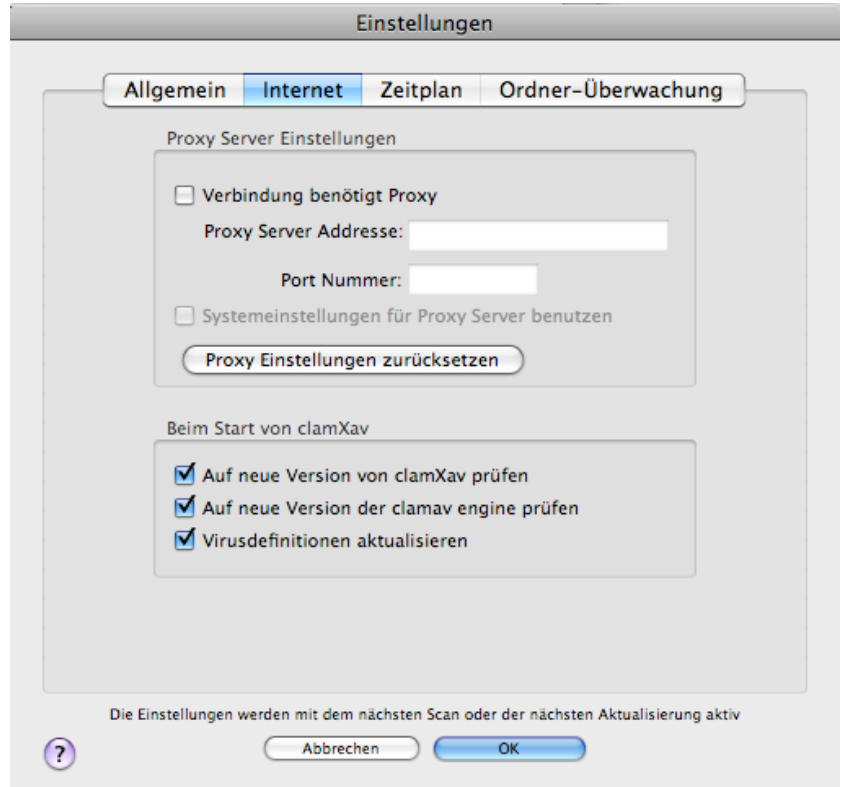 Einstellungen
Allgemein Internet Zeitplan Ordner-Überwachung
Proxy Server Einstellungen
Verbindung benötigt Proxy
Proxy Server Addresse:
Port Nummer:
Systemeinstellungen für Proxy Server benutzen
Proxy Einstellungen zurücksetzen
Beim Start von clamXav
Auf neue Version von clamXav prüfen
Auf neue Version der clamav engine prüfen
Virusdefinitionen aktualisieren
Die Einstellungen werden mit dem nächsten Scan oder der nächsten Aktualisierung aktiv
? Abbrechen OK